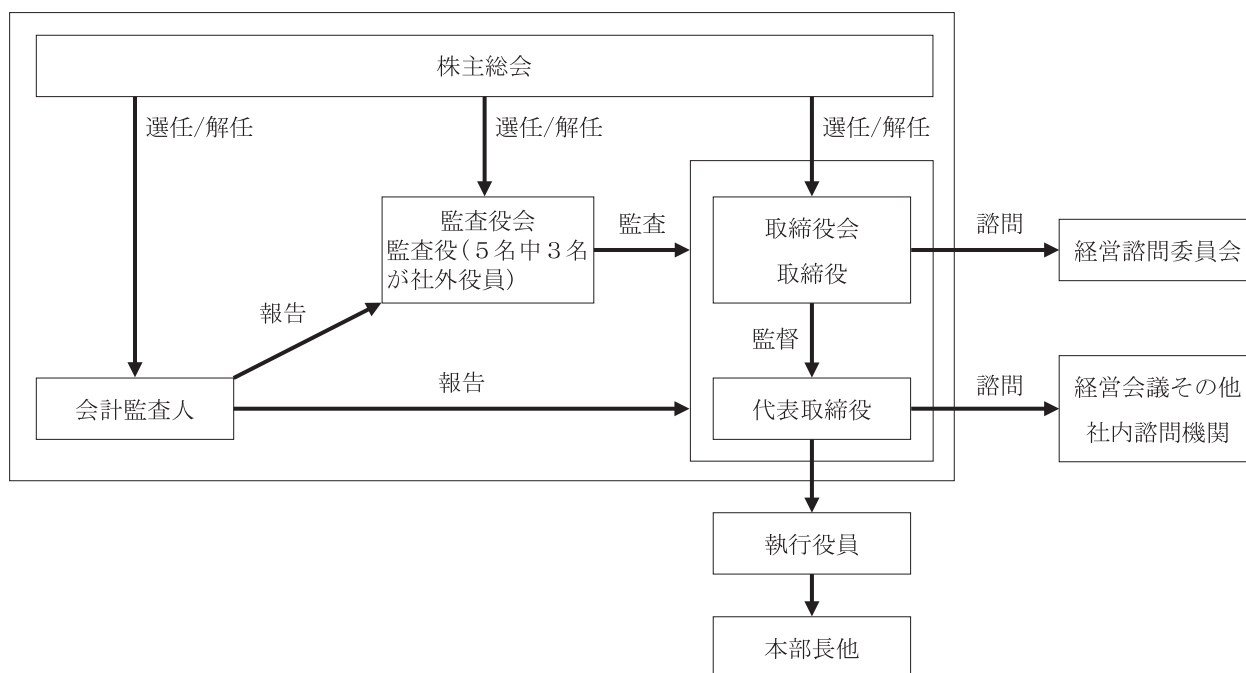 株主総会
選任/解任
選任/解任
選任/解任
監査役会
監査役(５名中３名
が社外役員)
監査
取締役会
取締役
諮問
経営諮問委員会
報告
監督
会計監査人
報告
代表取締役
諮問
経営会議その他
社内諮問機関
執行役員
本部長他